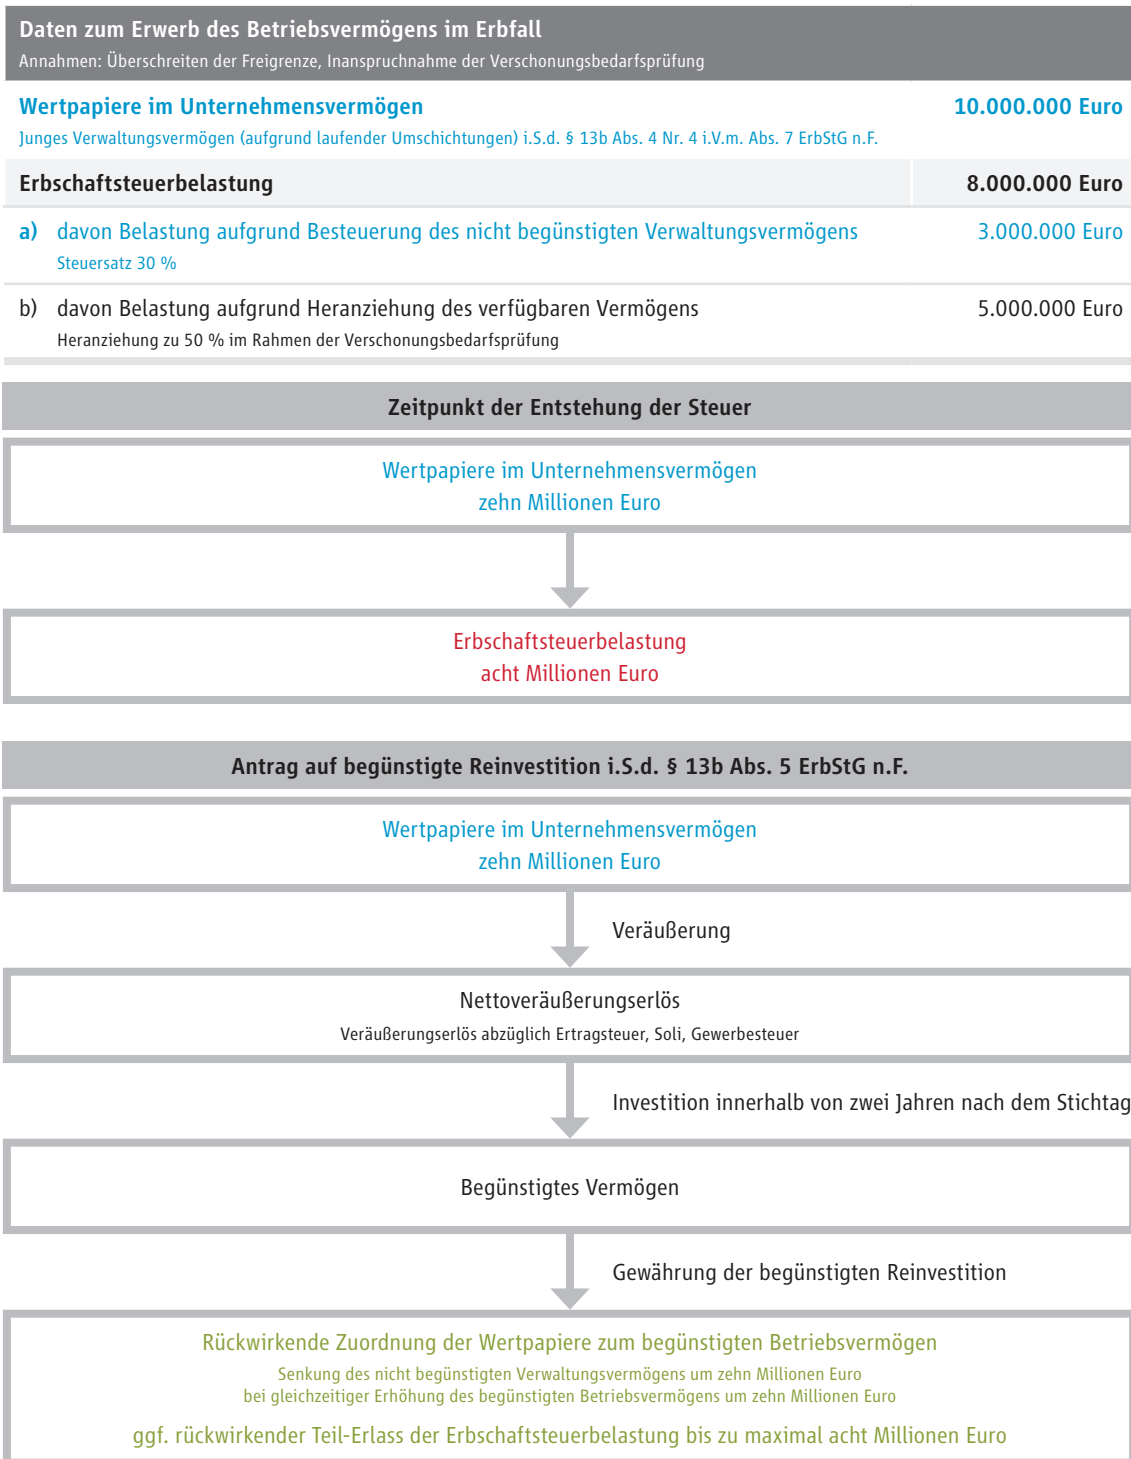 Daten zum Erwerb des Betriebsvermögens im Erbfall
Annahmen: Überschreiten der Freigrenze, Inanspruchnahme der Verschonungsbedarfsprüfung
Wertpapiere im Unternehmensvermögen 10.000.000 Euro
Junges Verwaltungsvermögen (aufgrund laufender Umschichtungen) i.S.d. § 13b Abs. 4 Nr. 4 i.V.m. Abs. 7 ErbStG n.F.
Erbschaftsteuerbelastung 8.000.000 Euro
a) davon Belastung aufgrund Besteuerung des nicht begünstigten Verwaltungsvermögens 3.000.000 Euro
Steuersatz 30 %
b) davon Belastung aufgrund Heranziehung des verfügbaren Vermögens 5.000.000 Euro
Heranziehung zu 50 % im Rahmen der Verschonungsbedarfsprüfung
Zeitpunkt der Entstehung der Steuer
Wertpapiere im Unternehmensvermögen
zehn Millionen Euro
Erbschaftsteuerbelastung
acht Millionen Euro
Antrag auf begünstigte Reinvestition i.S.d. § 13b Abs. 5 ErbStG n.F.
Wertpapiere im Unternehmensvermögen
zehn Millionen Euro
Veräußerung
Nettoveräußerungserlös
Veräußerungserlös abzüglich Ertragsteuer, Soli, Gewerbesteuer
Investition innerhalb von zwei Jahren nach dem Stichtag
Begünstigtes Vermögen
Gewährung der begünstigten Reinvestition
Rückwirkende Zuordnung der Wertpapiere zum begünstigten Betriebsvermögen
Senkung des nicht begünstigten Verwaltungsvermögens um zehn Millionen Euro
bei gleichzeitiger Erhöhung des begünstigten Betriebsvermögens um zehn Millionen Euro
ggf. rückwirkender Teil-Erlass der Erbschaftsteuerbelastung bis zu maximal acht Millionen Euro